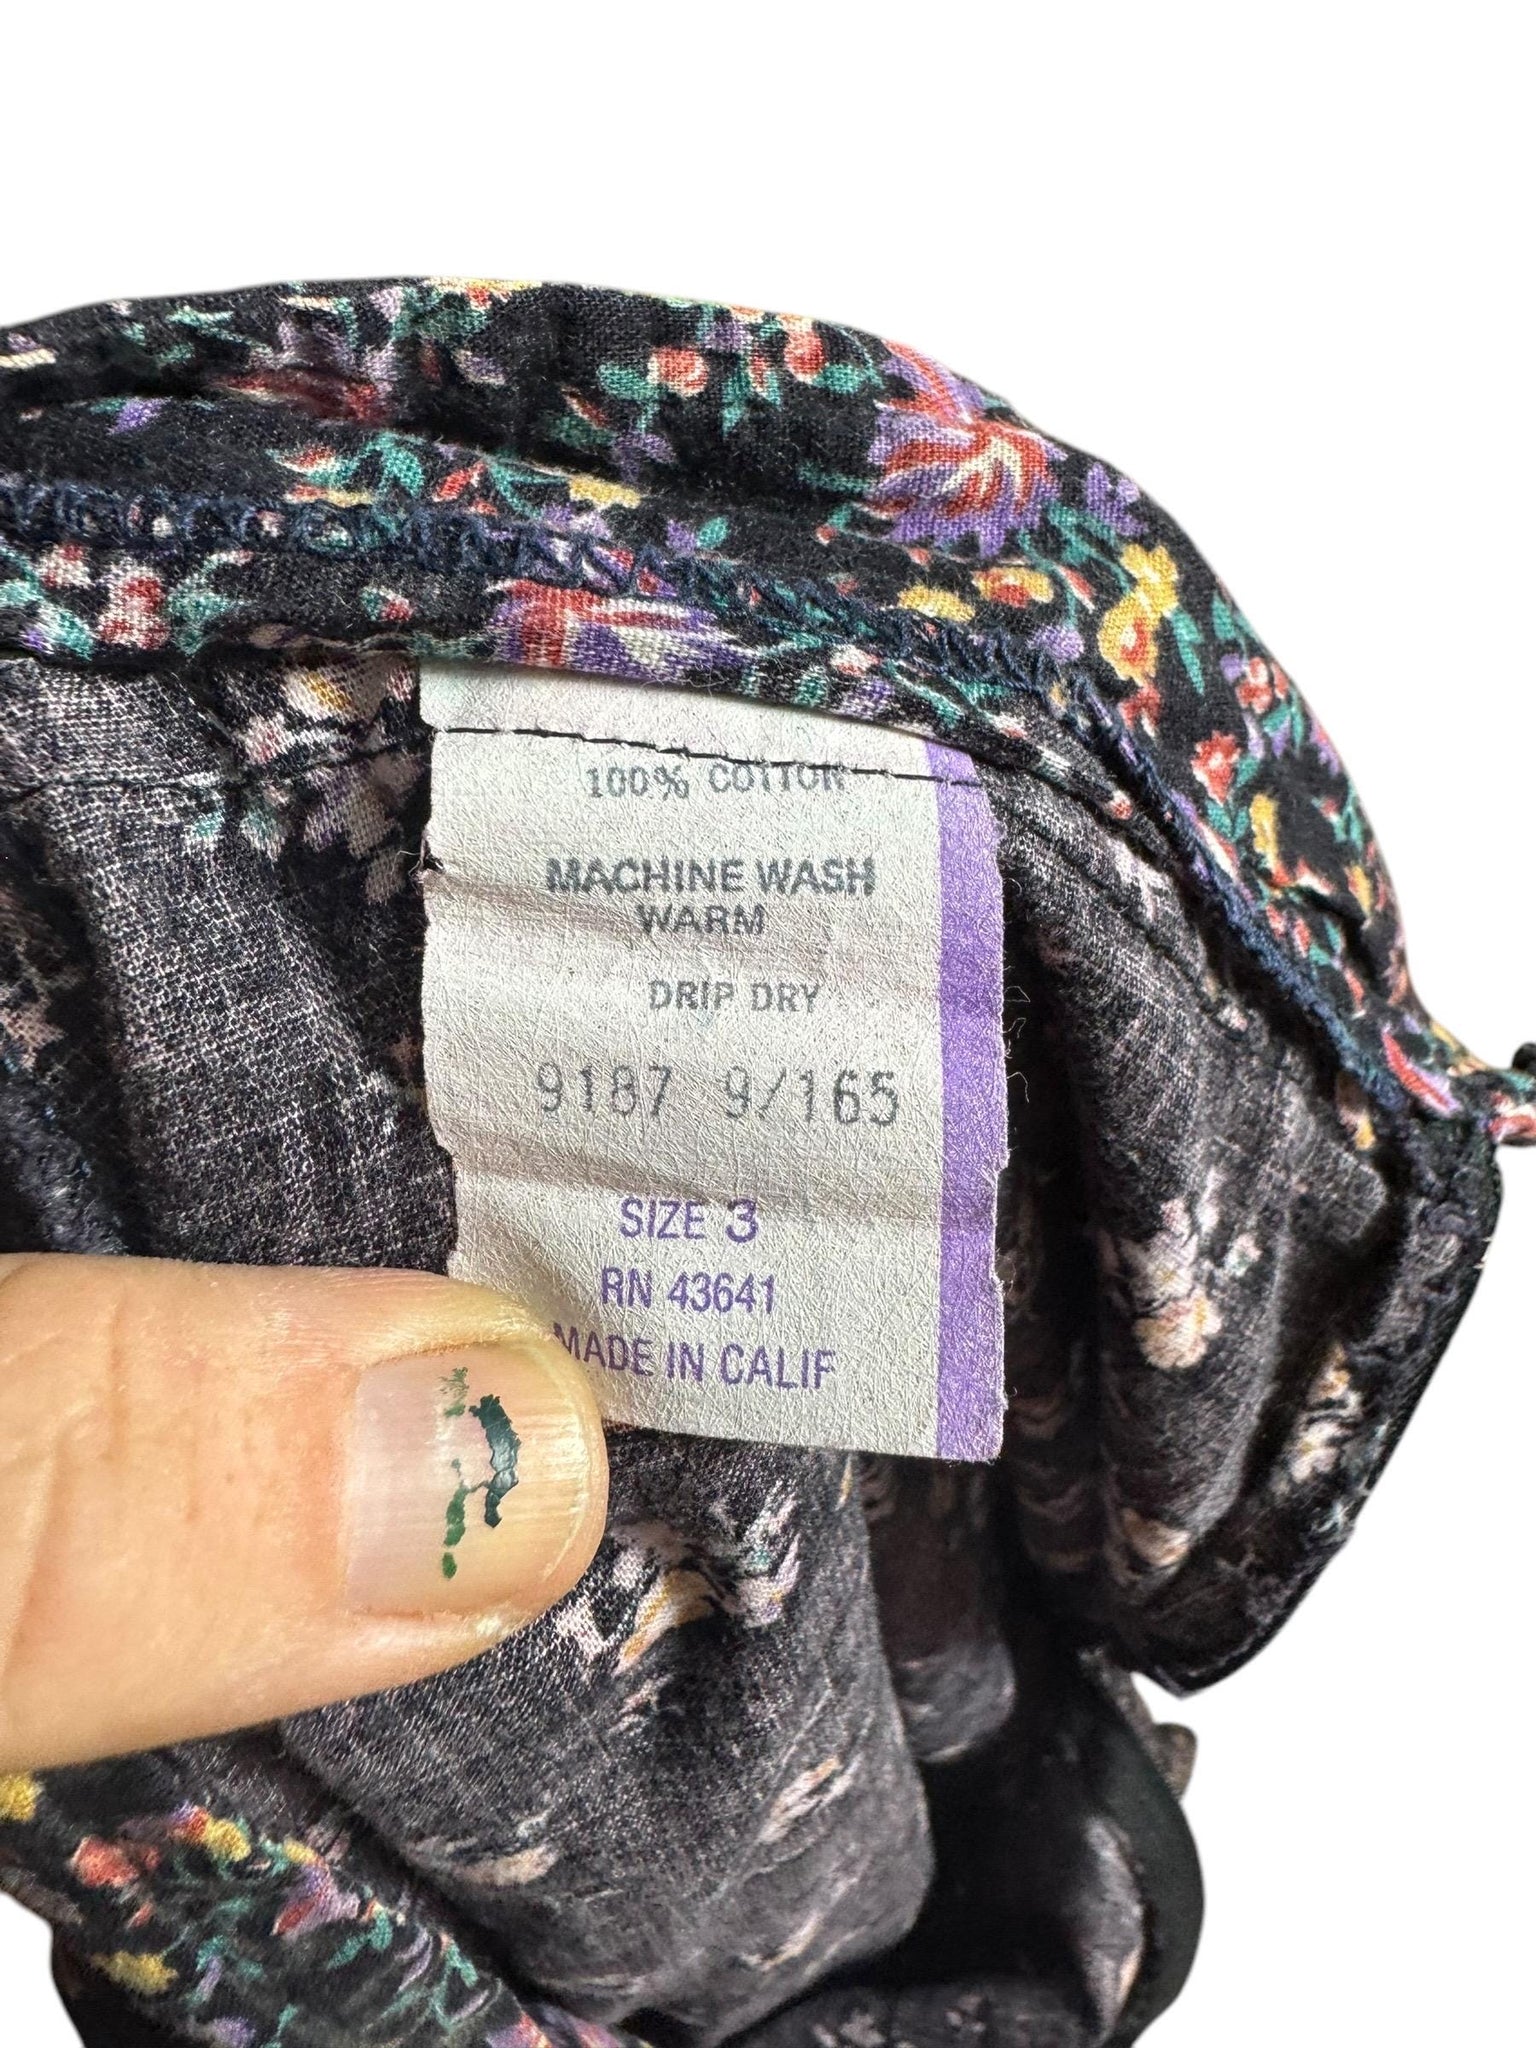 100% COTTON
MACHINE WASH
WARM
DRIP DRY
9187 9/165
SIZE 3
RN 43641
MADE IN CALIF